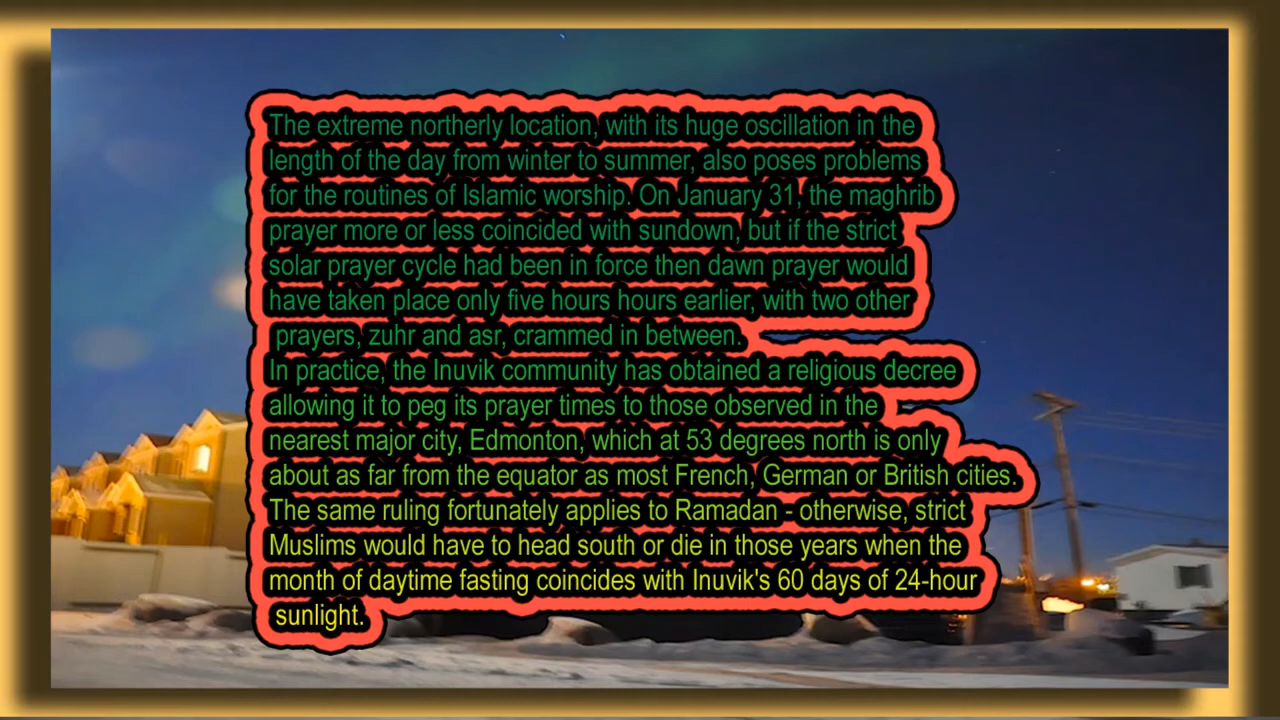 The extreme northerly location, with its huge oscillation in the
length of the day from winter to summer, also poses problems
for the routines of Islamic worship. On January 31, the maghrib
prayer more or less coincided with sundown, but if the strict
solar prayer cycle had been in force then dawn prayer would
have taken place only five hours hours earlier, with two other
prayers, zuhr and asr, crammed in between.
In practice, the Inuvik community has obtained a religious decree
allowing it to peg its prayer times to those observed in the
nearest major city, Edmonton, which at 53 degrees north is only
about as far from the equator as most French, German or British cities.
The same ruling fortunately applies to Ramadan - otherwise, strict
Muslims would have to head south or die in those years when the
month of daytime fasting coincides with Inuvik's 60 days of 24-hour
sunlight.